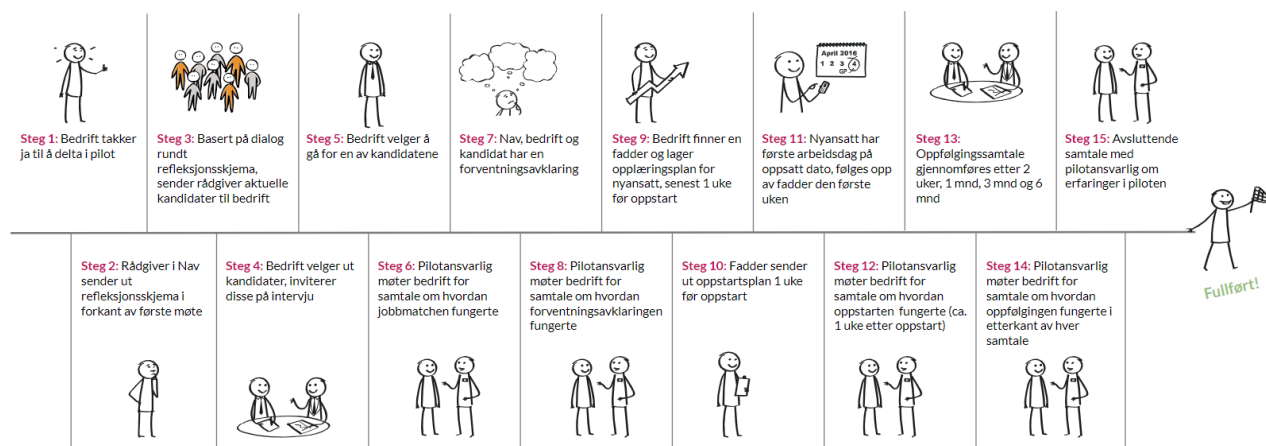 Steg 1: Bedrift takker
ja til å delta i pilot
Steg 3: Basert på dialog
rundt
refleksjonsskjema,
sender rådgiver aktuelle
kandidater til bedrift
Steg 5: Bedrift velger å
gå for en av kandidatene
Steg 7: Nav, bedrift og
kandidat har en
forventningsavklaring
Steg 9: Bedrift finner en
fadder og lager
opplæringsplan for
nyansatt, senest 1 uke
før oppstart
April 2016
1 2 3 4
GP
Steg 11: Nyansatt har
første arbeidsdag på
oppsatt dato, følges opp
av fadder den første
uken
Steg 13:
Oppfølgingssamtale
gjennomføres etter 2
uker, 1 mnd, 3 mnd og 6
mnd
Steg 15: Avsluttende
samtale med
pilotansvarlig om
erfaringer i piloten
Steg 2: Rådgiver i Nav
sender ut
refleksjonsskjema i
forkant av første møte
Steg 4: Bedrift velger ut
kandidater, inviterer
disse på intervju
Steg 6: Pilotansvarlig
møter bedrift for
samtale om hvordan
jobbmatchen fungerte
Steg 8: Pilotansvarlig
møter bedrift for
samtale om hvordan
forventningsavklaringen
fungerte
Steg 10: Fadder sender
ut oppstartsplan 1 uke
før oppstart
Steg 12: Pilotansvarlig
møter bedrift for
samtale om hvordan
oppstarten fungerte (ca.
1 uke etter oppstart)
Steg 14: Pilotansvarlig
møter bedrift for
samtale om hvordan
oppfølgingen fungerte i
etterkant av hver
samtale
Fullført!